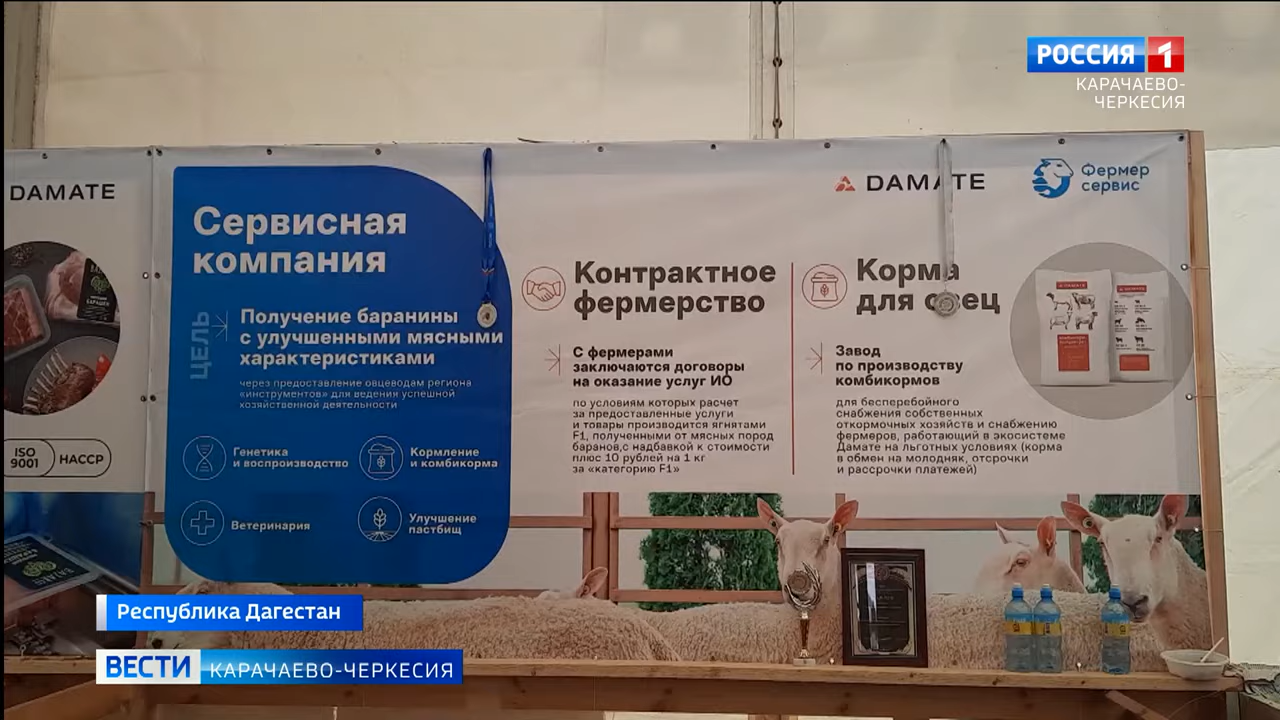 РОССИЯ 1
КАРАЧАЕВО-
ЧЕРКЕСИЯ
DAMATE
ISO
9001
HACCP
Сервисная
компания
ЦЕЛЬ
Получение баранины
с улучшенными мясными
характеристиками
через предоставление овцеводам региона
«инструментов» для ведения успешной
хозяйственной деятельности
Генетика
и воспроизводство
Кормление
и комбикорма
Ветеринария
Улучшение
пастбищ
DAMATE
Фермер
сервис
Контрактное
фермерство
С фермерами
заключаются договоры
на оказание услуг ИО
по условиям которых расчет
за предоставленные услуги
и товары производится ягнятами
F1, полученными от мясных пород
баранов,с надбавкой к стоимости
плюс 10 рублей на 1 кг
за «категорию F1»
Корма
для овец
Завод
по производству
комбикормов
для бесперебойного
снабжения собственных
откормочных хозяйств и снабжению
фермеров, работающий в экосистеме
Дамате на льготных условиях (корма
в обмен на молодняк, отсрочки
и рассрочки платежей)
DAMATE
Республика Дагестан
ВЕСТИ КАРАЧАЕВО-ЧЕРКЕСИЯ